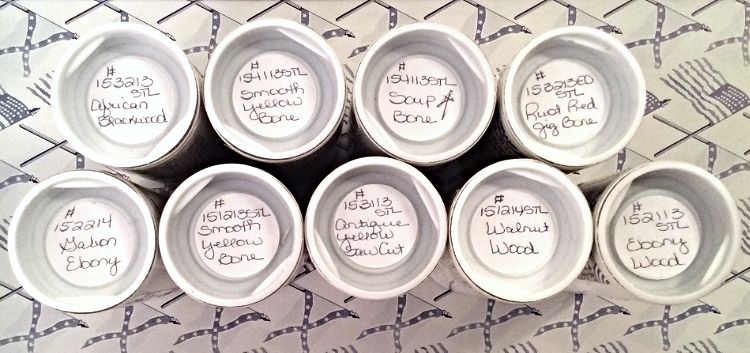 #
153213
STL
African
Blackwood
#
154113STL
Smooth
Yellow
Bone
#
154113STL
Soup
Bone
#
153213ED
STL
Rust Red
Jig Bone
#
152214
Gabon
Ebony
#
151213STL
Smooth
Yellow
Bone
#
153113
STL
Antique
Yellow
Saw Cut
#
151214STL
Walnut
Wood
#
152113
STL
Ebony
Wood